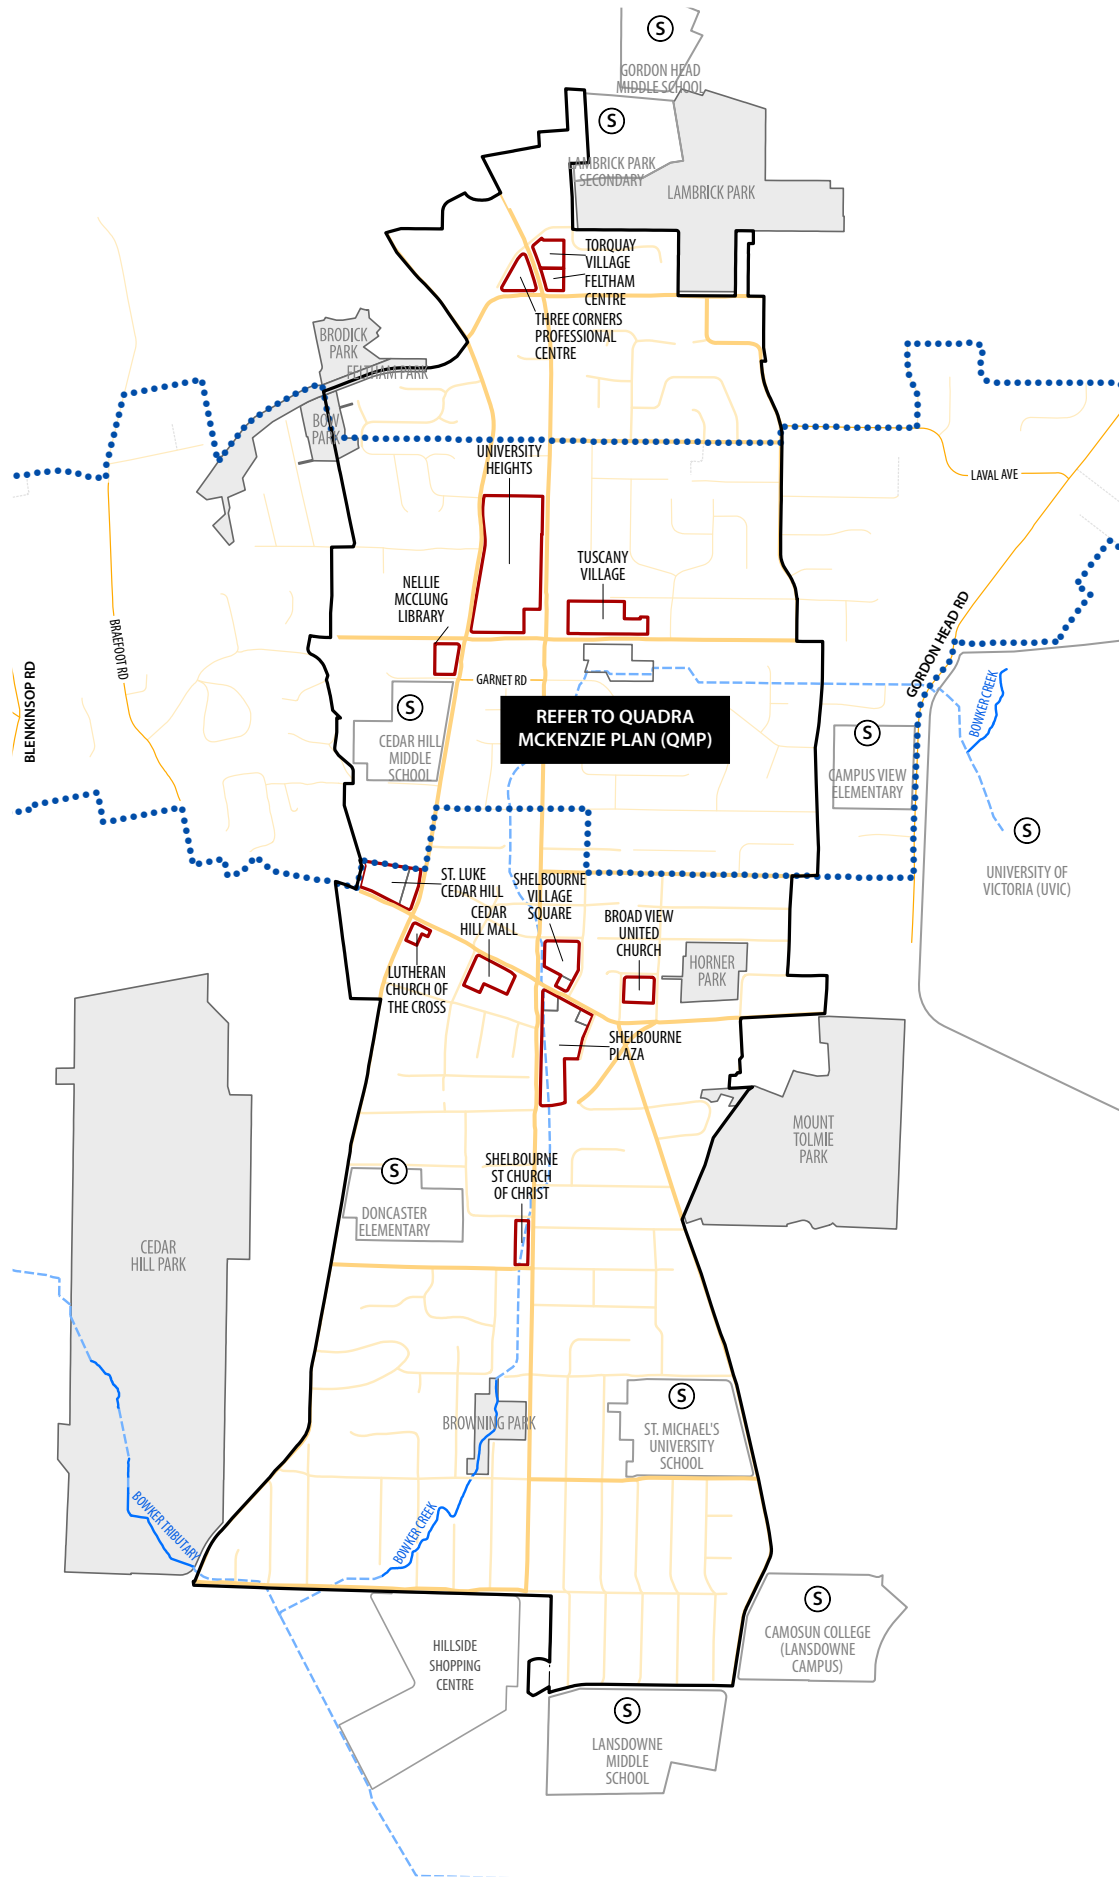 S
GORDON HEAD
MIDDLE SCHOOL
S
LAMBRICK PARK
SECONDARY
LAMBRICK PARK
TORQUAY
VILLAGE
FELTHAM
CENTRE
THREE CORNERS
PROFESSIONAL
CENTRE
BRODICK
PARK
FELTHAM PARK
BOW
PARK
UNIVERSITY
HEIGHTS
LAVAL AVE
TUSCANY
VILLAGE
NELLIE
MCCLUNG
LIBRARY
BRAEFOOT RD
BLENKINSOP RD
GORDON HEAD RD
GARNET RD
BOWKER CREEK
REFER TO QUADRA
MCKENZIE PLAN (QMP)
S
CEDAR HILL
MIDDLE
SCHOOL
S
CAMPUS VIEW
ELEMENTARY
S
UNIVERSITY OF
VICTORIA (UVIC)
ST. LUKE
CEDAR HILL
SHELBOURNE
VILLAGE
SQUARE
CEDAR
HILL MALL
BROAD VIEW
UNITED
CHURCH
HORNER
PARK
LUTHERAN
CHURCH OF
THE CROSS
SHELBOURNE
PLAZA
MOUNT
TOLMIE
PARK
SHELBOURNE
ST CHURCH
OF CHRIST
S
DONCASTER
ELEMENTARY
CEDAR
HILL PARK
BROWNING PARK
S
ST. MICHAEL'S
UNIVERSITY
SCHOOL
BOWKER TRIBUTARY
BOWKER CREEK
HILLSIDE
SHOPPING
CENTRE
S
CAMOSUN COLLEGE
(LANSDOWNE
CAMPUS)
S
LANSDOWNE
MIDDLE
SCHOOL